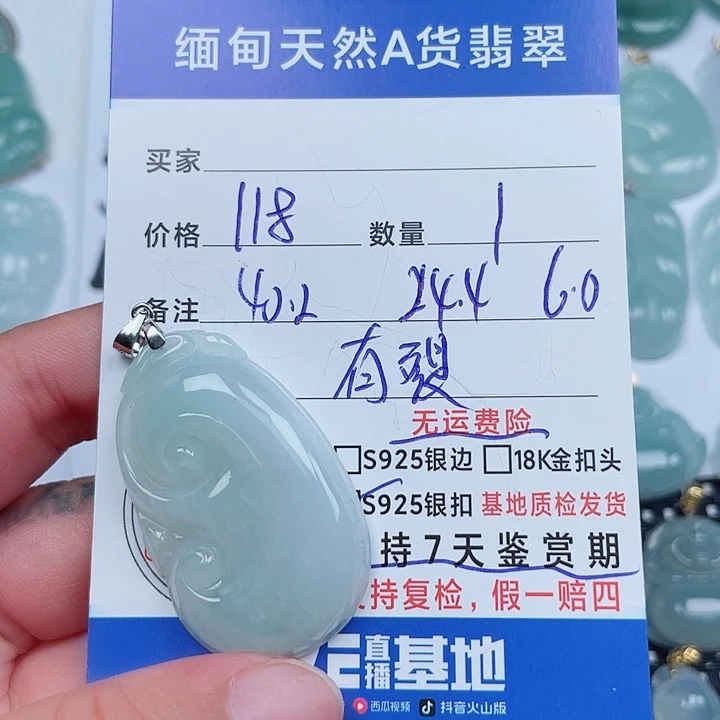 缅甸天然A货翡翠
买家
价格 118 数量 1
备注 40.2 24.4 6.0
有裂
无运费险
S925银边 18K金扣头
S925银扣 基地质检发货
持7天鉴赏期
持复检，假一赔四
直播基地
西瓜视频 抖音火山版